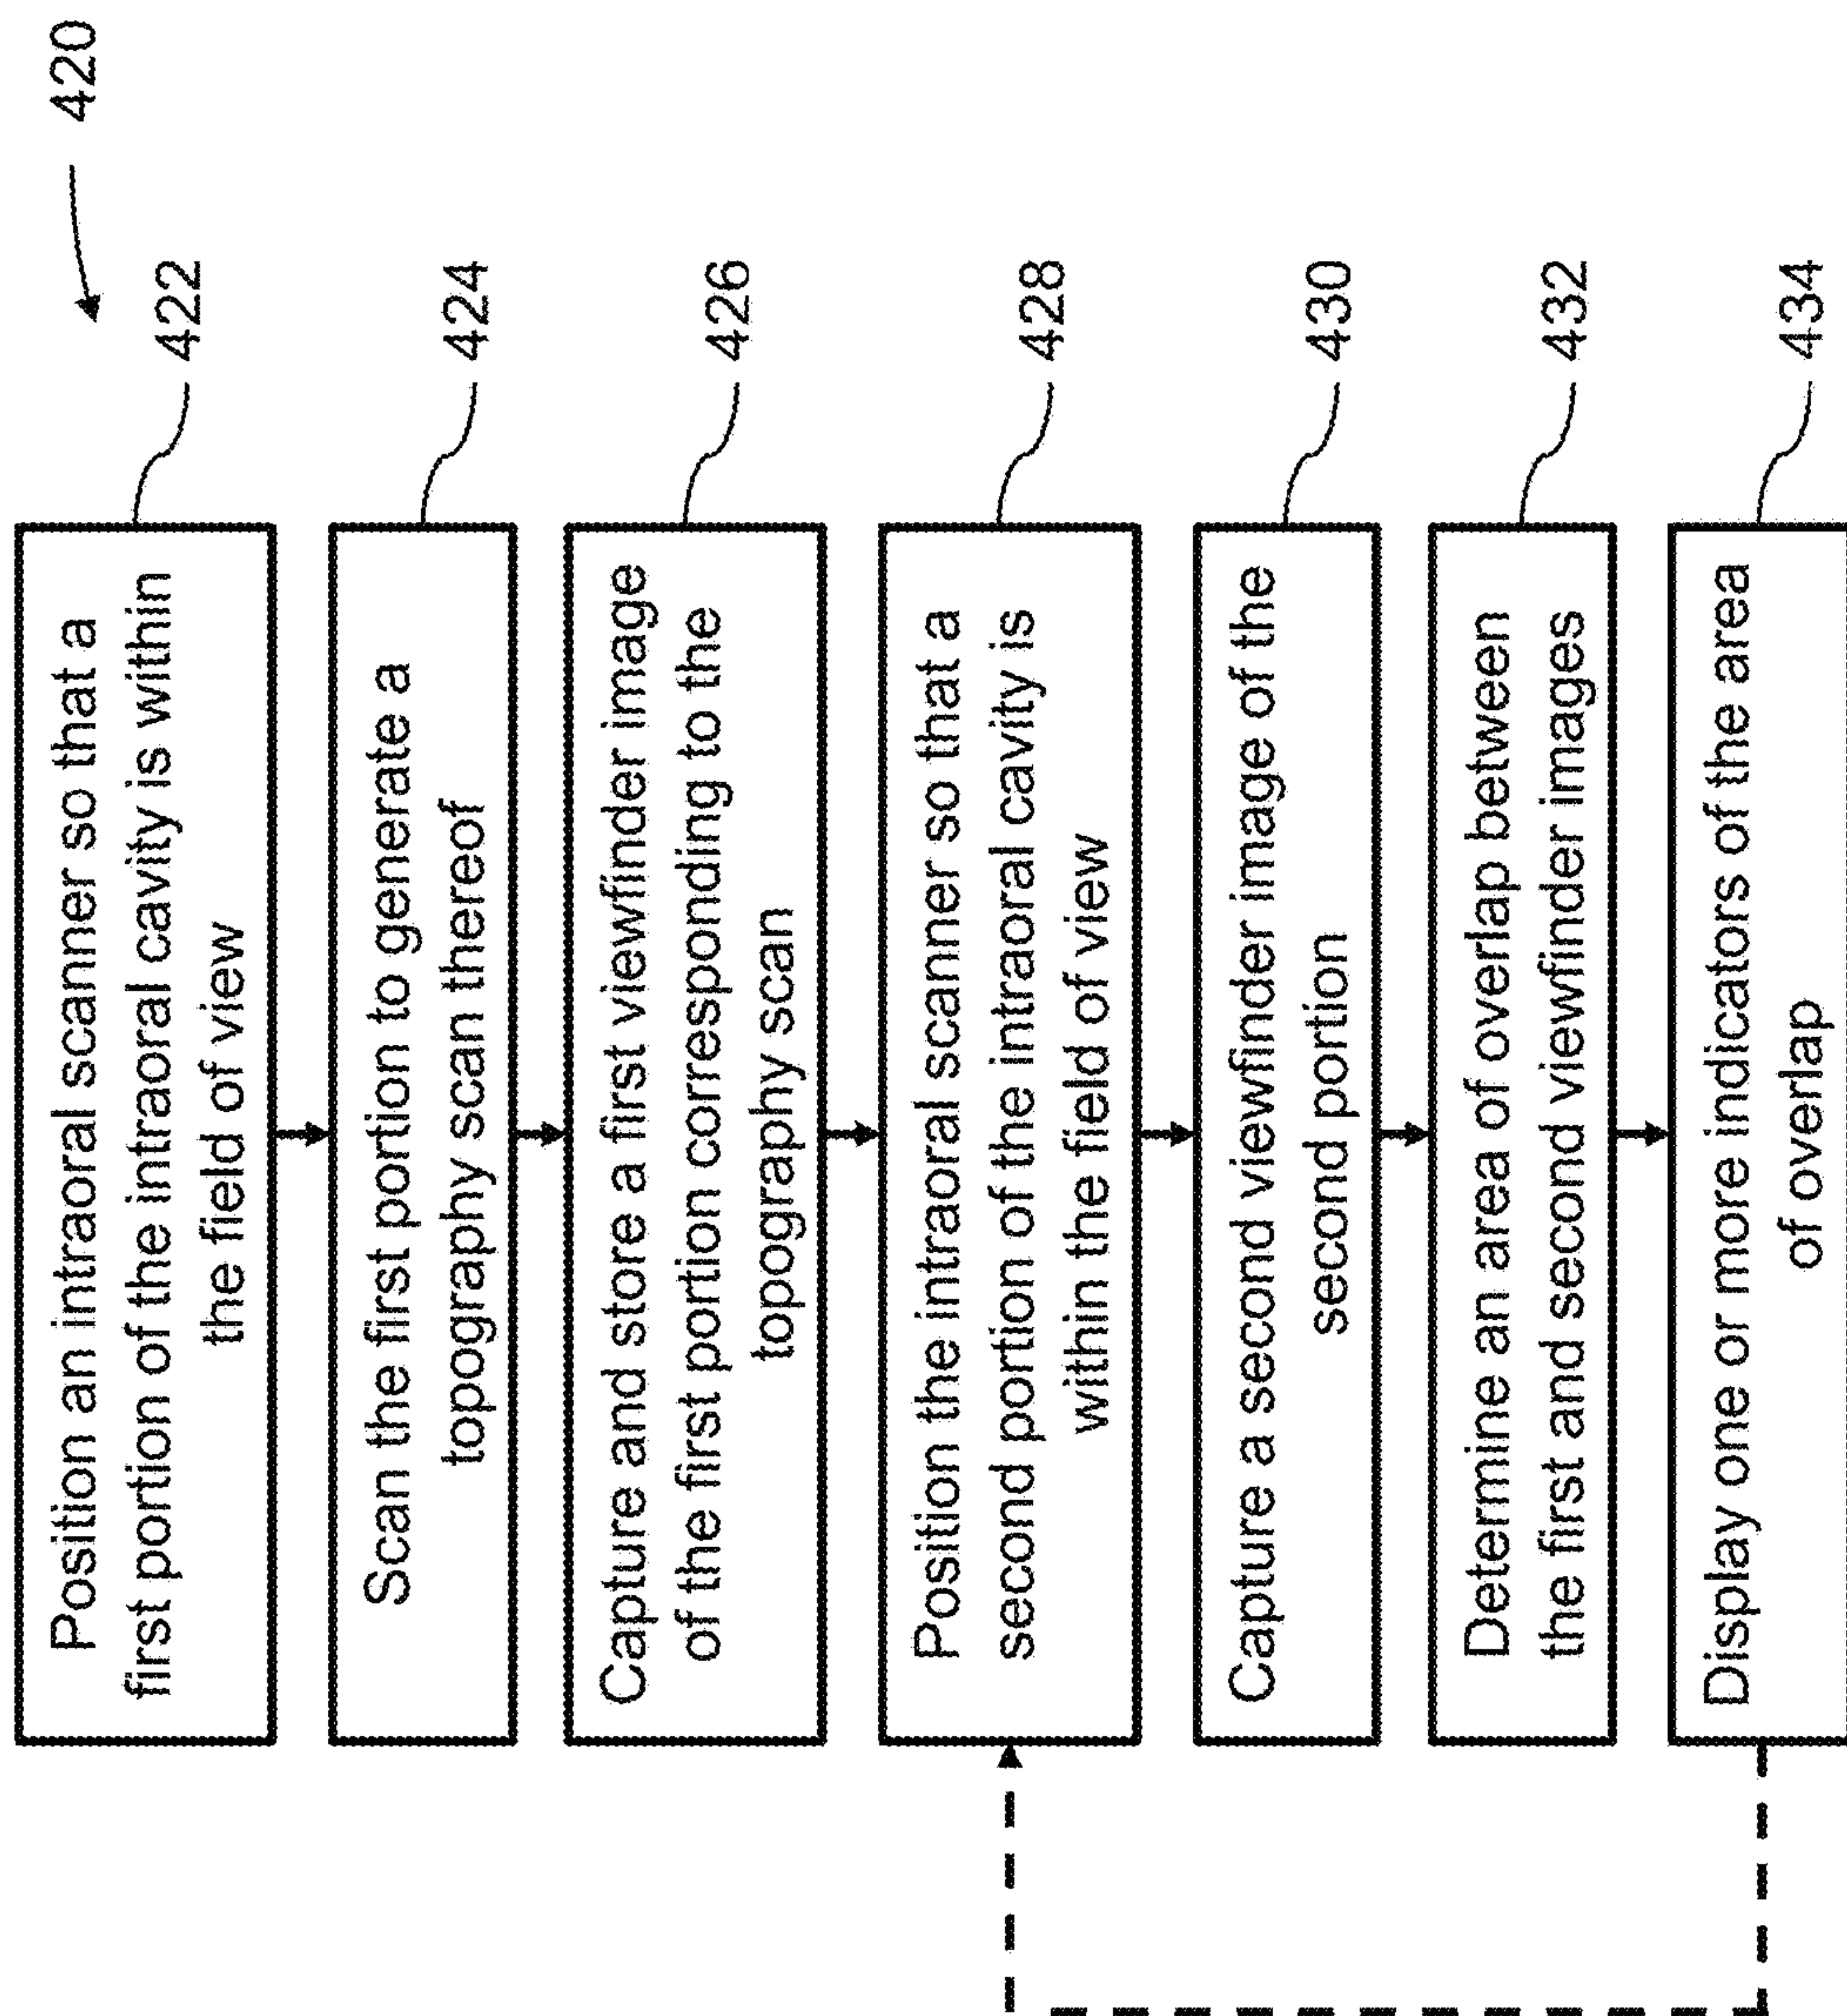 420
Position an intraoral scanner so that a
first portion of the intraoral cavity is within
the field of view
422
Scan the first portion to generate a
topography scan thereof
424
Capture and store a first viewfinder image
of the first portion corresponding to the
topography scan
426
Position the intraoral scanner so that a
second portion of the intraoral cavity is
within the field of view
428
Capture a second viewfinder image of the
second portion
430
Determine an area of overlap between
the first and second viewfinder images
432
Display one or more indicators of the area
of overlap
434